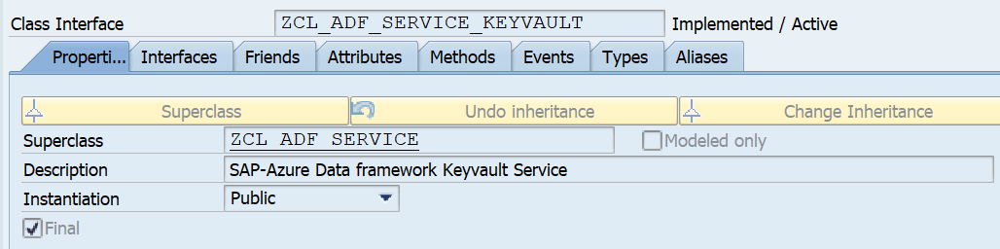 Class Interface ZCL_ADF_SERVICE_KEYVAULT Implemented / Active
Properti... Interfaces Friends Attributes Methods Events Types Aliases
Superclass Undo inheritance Change Inheritance
Superclass ZCL_ADF_SERVICE Modeled only
Description SAP-Azure Data framework Keyvault Service
Instantiation Public
Final